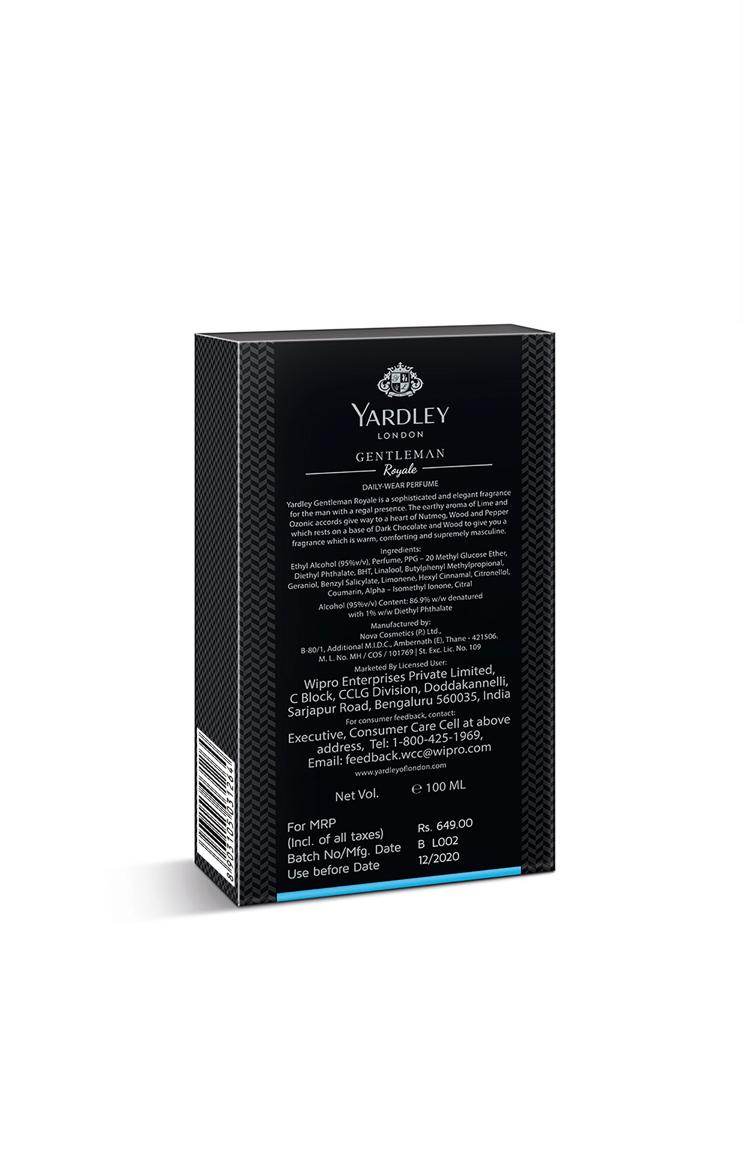 YARDLEY
LONDON
GENTLEMAN
Royale
DAILY-WEAR PERFUME
Yardley Gentleman Royale is a sophisticated and elegant fragrance
for the man with a regal presence. The earthy aroma of Lime and
Ozonic accords give way to a heart of Nutmeg, Wood and Pepper
which rests on a base of Dark Chocolate and Wood to give you a
fragrance which is warm, comforting and supremely masculine.
Ingredients:
Ethyl Alcohol (95%v/v), Perfume, PPG – 20 Methyl Glucose Ether,
Diethyl Phthalate, BHT, Linalool, Butylphenyl Methylpropional,
Geraniol, Benzyl Salicylate, Limonene, Hexyl Cinnamal, Citronellol,
Coumarin, Alpha – Isomethyl Ionone, Citral
Alcohol (95%v/v) Content: 86.9% w/w denatured
with 1% w/w Diethyl Phthalate
Manufactured by:
Nova Cosmetics (P.) Ltd.,
B-80/1, Additional M.I.D.C., Ambernath (E), Thane - 421506.
M. L. No. MH / COS / 101769 | St. Exc. Lic. No. 109
Marketed By Licensed User:
Wipro Enterprises Private Limited,
C Block, CCLG Division, Doddakannelli,
Sarjapur Road, Bengaluru 560035, India
For consumer feedback, contact:
Executive, Consumer Care Cell at above
address, Tel: 1-800-425-1969,
Email: feedback.wcc@wipro.com
www.yardleyoflondon.com
Net Vol. ℮ 100 ML
For MRP Rs. 649.00
(Incl. of all taxes)
Batch No/Mfg. Date B L002
Use before Date 12/2020
8 903105 031264